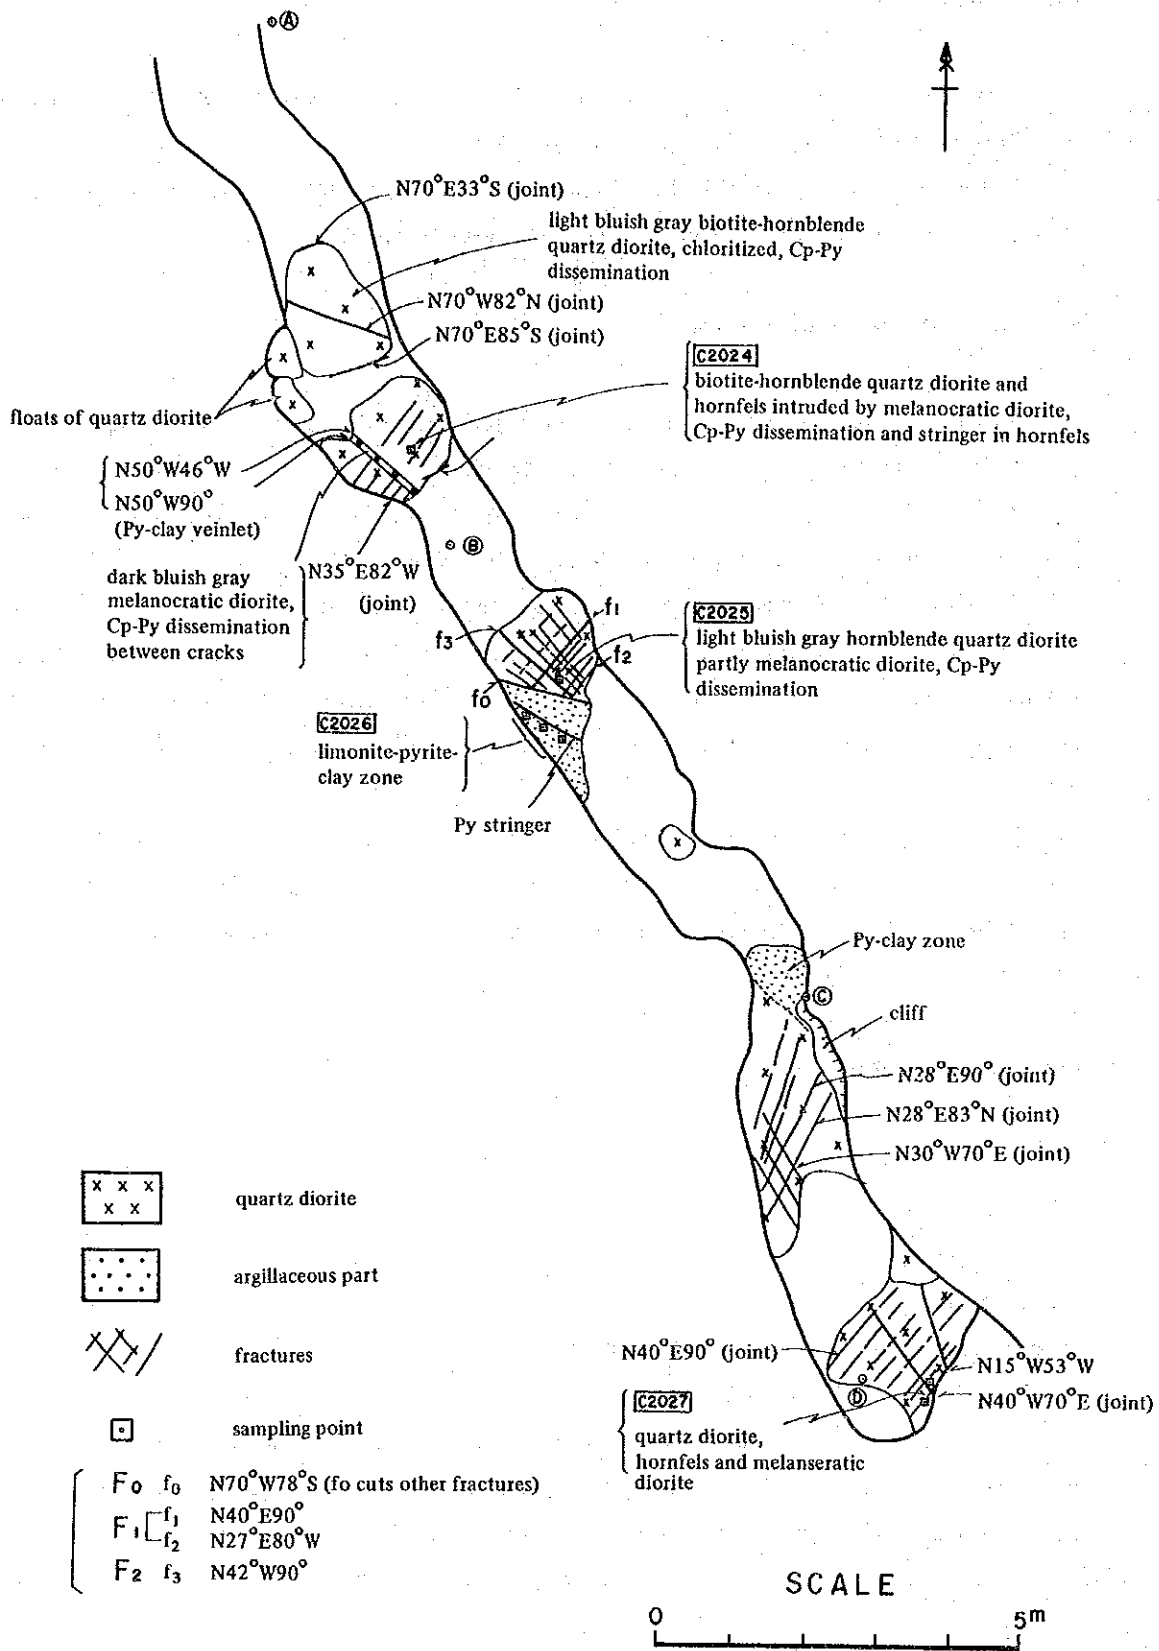 Ⓐ
N70°E33°S (joint)
light bluish gray biotite-hornblende
quartz diorite, chloritized, Cp-Py
dissemination
N70°W82°N (joint)
N70°E85°S (joint)
C2024
biotite-hornblende quartz diorite and
hornfels intruded by melanocratic diorite,
Cp-Py dissemination and stringer in hornfels
floats of quartz diorite
N50°W46°W
N50°W90°
(Py-clay veinlet)
Ⓑ
N35°E82°W
(joint)
dark bluish gray
melanocratic diorite,
Cp-Py dissemination
between cracks
f1
f3
f2
f0
C2025
light bluish gray hornblende quartz diorite
partly melanocratic diorite, Cp-Py
dissemination
C2026
limonite-pyrite-
clay zone
Py stringer
Py-clay zone
Ⓒ
cliff
N28°E90° (joint)
N28°E83°N (joint)
N30°W70°E (joint)
x x x
x x
quartz diorite
argillaceous part
fractures
sampling point
N40°E90° (joint)
N15°W53°W
N40°W70°E (joint)
Ⓓ
C2027
quartz diorite,
hornfels and melanseratic
diorite
F0 f0 N70°W78°S (fo cuts other fractures)
F1 f1 N40°E90°
f2 N27°E80°W
F2 f3 N42°W90°
SCALE
0 5m